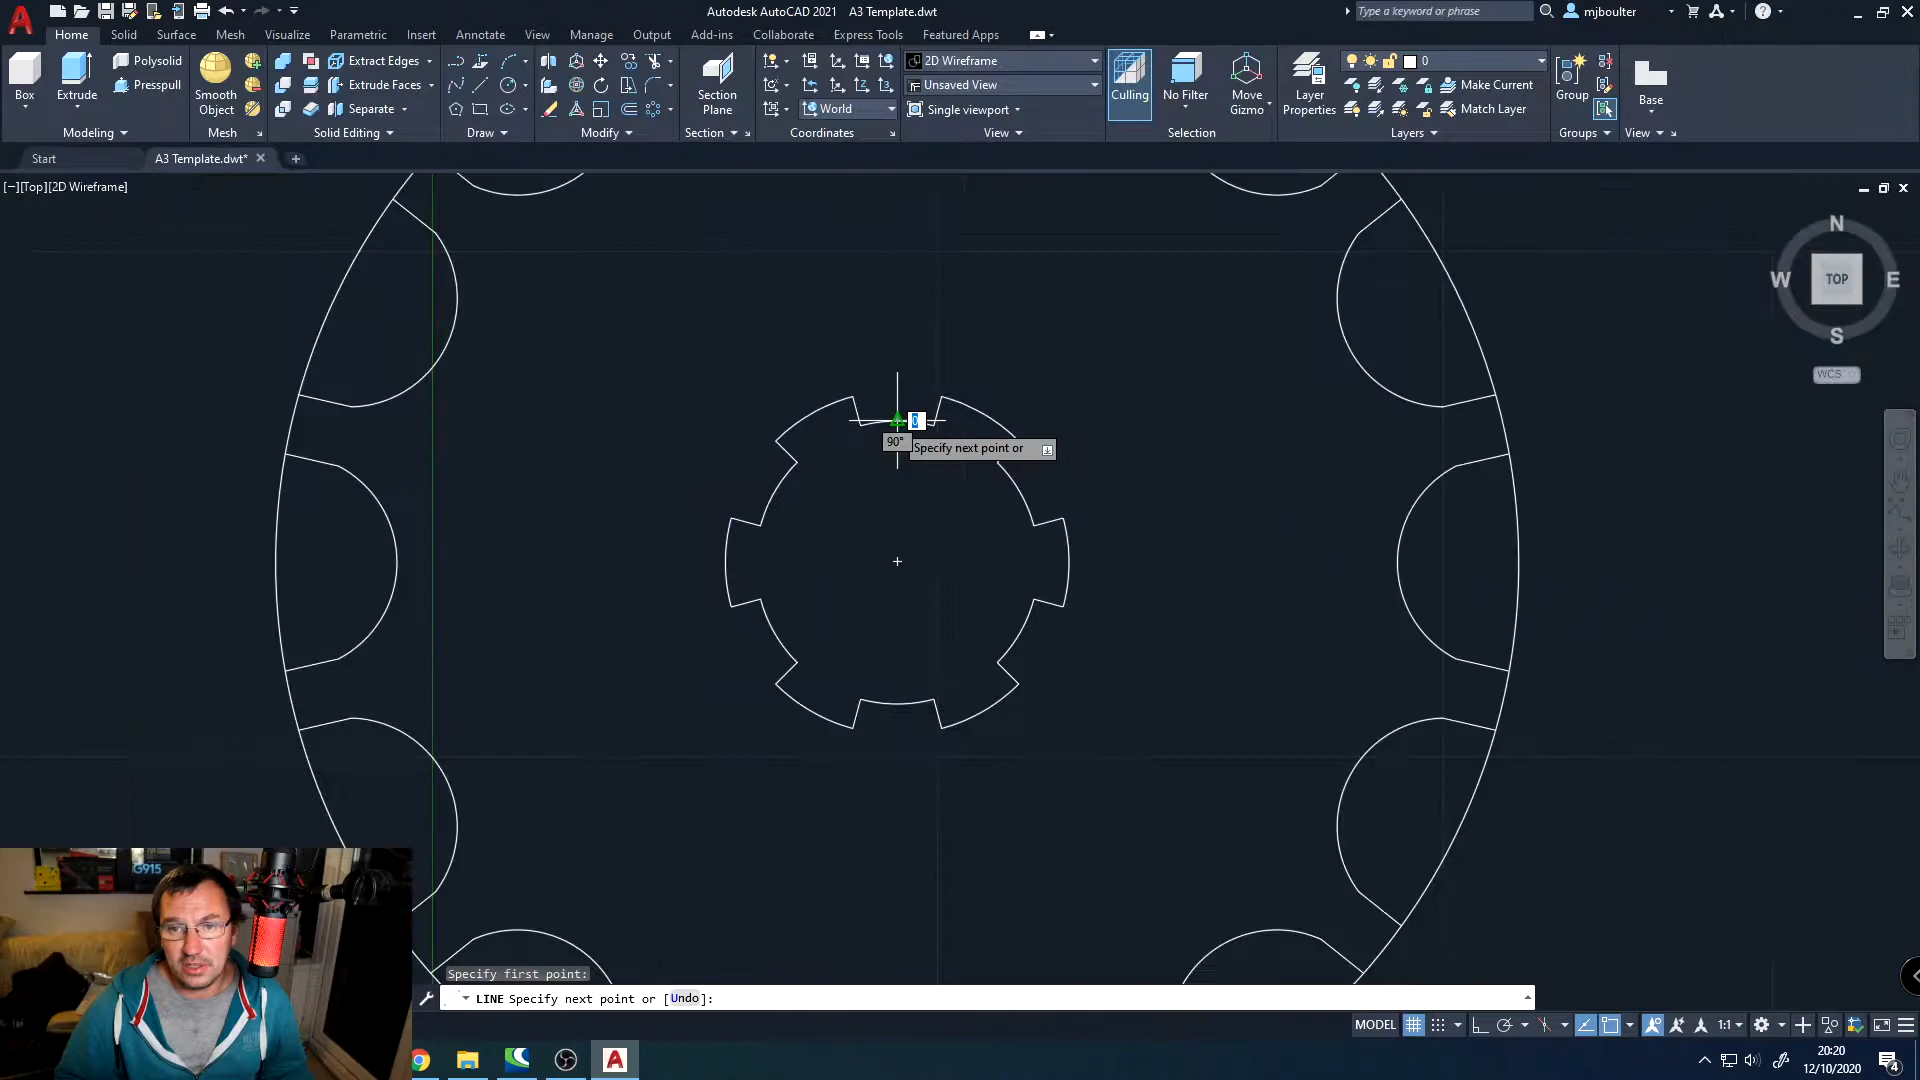 Autodesk AutoCAD 2021 A3 Template.dwt
Type a keyword or phrase
mjboulter
Home Solid Surface Mesh Visualize Parametric Insert Annotate View Manage Output Add-ins Collaborate Express Tools Featured Apps
Box
Extrude
Polysolid
Presspull
Modeling
Smooth
Object
Mesh
Extract Edges
Extrude Faces
Separate
Solid Editing
Draw
Modify
Section
Plane
Section
World
Coordinates
2D Wireframe
Unsaved View
Single viewport
View
Culling
No Filter
Move
Gizmo
Selection
Layer
Properties
0
Make Current
Match Layer
Layers
Group
Groups
Base
View
Start
A3 Template.dwt*
[−][Top][2D Wireframe]
N
W TOP E
S
WCS
0
90°
Specify next point or
G915
Specify first point:
LINE Specify next point or [Undo]:
MODEL
1:1
20:20
12/10/2020
4